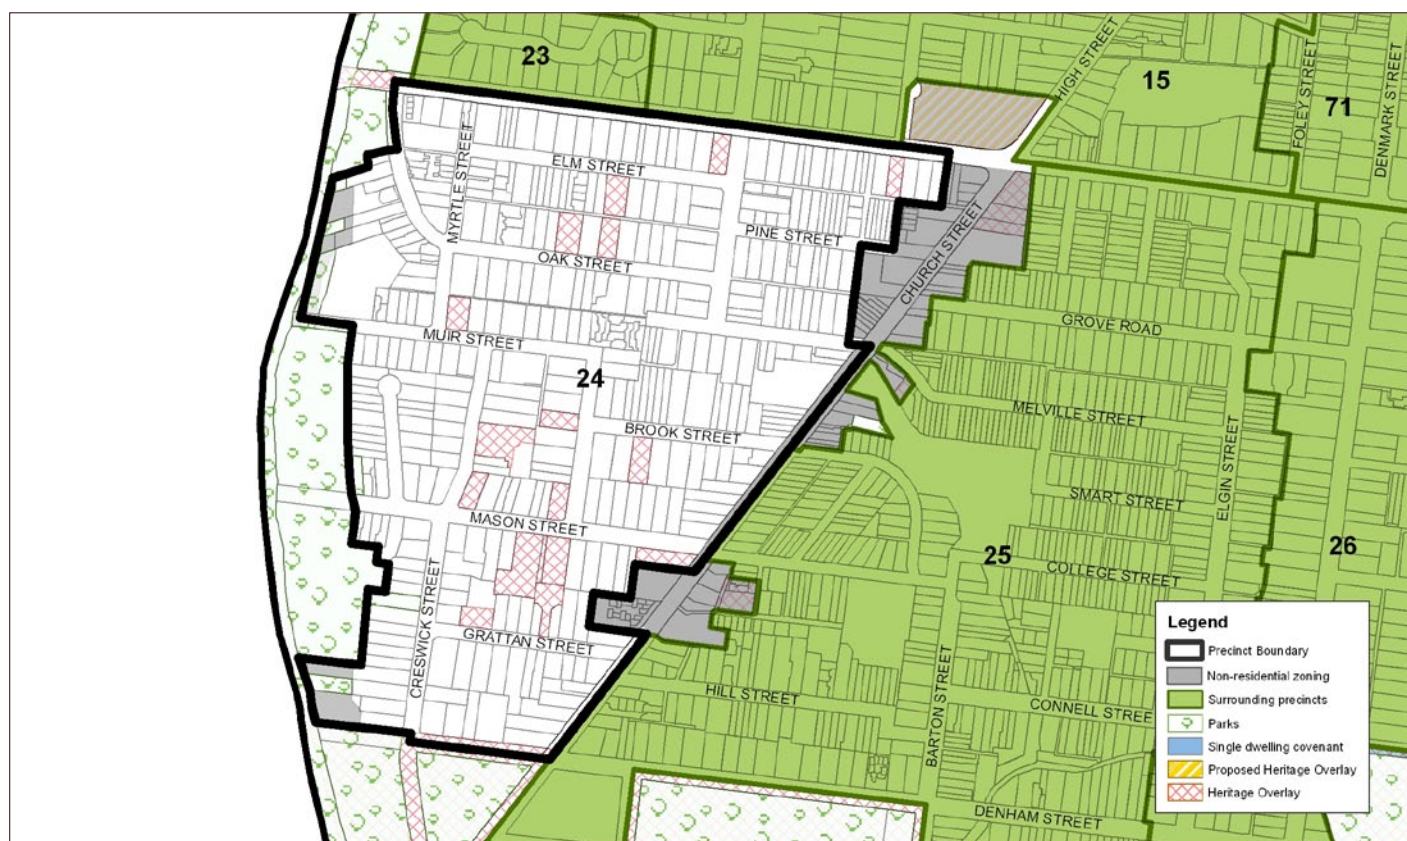 23
HIGH STREET
15
FOLEY STREET
71
DENMARK STREET
ELM STREET
MYRTLE STREET
PINE STREET
CHURCH STREET
OAK STREET
GROVE ROAD
MUIR STREET
24
MELVILLE STREET
BROOK STREET
ELGIN STREET
SMART STREET
MASON STREET
25
26
COLLEGE STREET
CRESWICK STREET
GRATTAN STREET
BARTON STREET
HILL STREET
CONNELL STREE
DENHAM STREET
Legend
Precinct Boundary
Non-residential zoning
Surrounding precincts
Parks
Single dwelling covenant
Proposed Heritage Overlay
Heritage Overlay